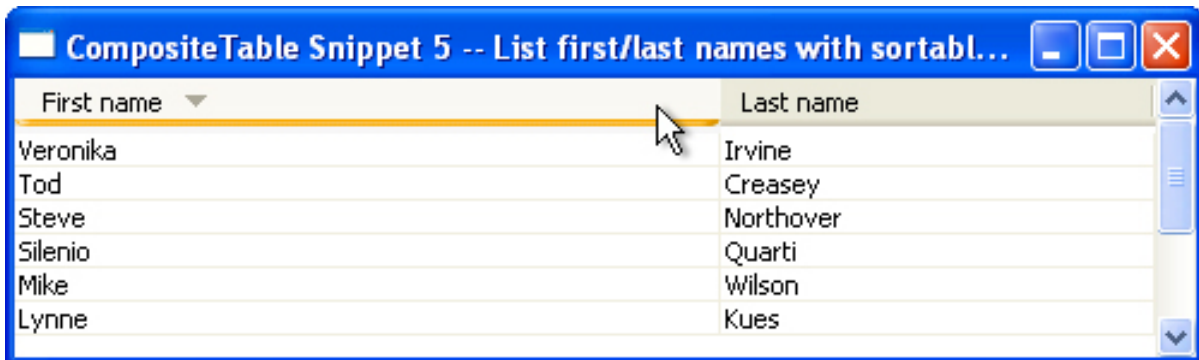 CompositeTable Snippet 5 -- List first/last names with sortabl...
First name Last name
Veronika Irvine
Tod Creasey
Steve Northover
Silenio Quarti
Mike Wilson
Lynne Kues